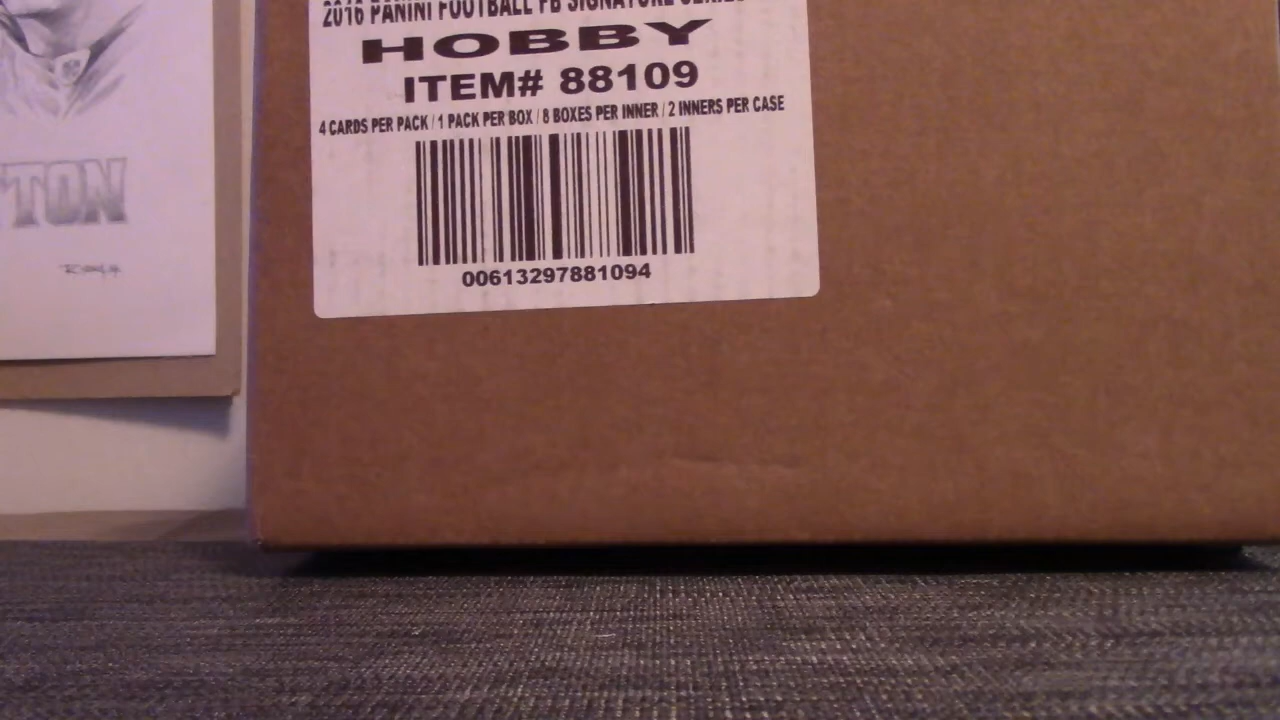 2016 PANINI FOOTBALL FB SIGNATURE SERIES
HOBBY
ITEM# 88109
4 CARDS PER PACK / 1 PACK PER BOX / 8 BOXES PER INNER / 2 INNERS PER CASE
00613297881094
TON